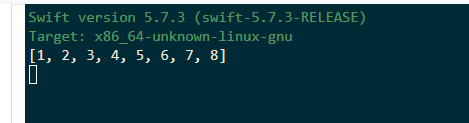 Swift version 5.7.3 (swift-5.7.3-RELEASE)
Target: x86_64-unknown-linux-gnu
[1, 2, 3, 4, 5, 6, 7, 8]